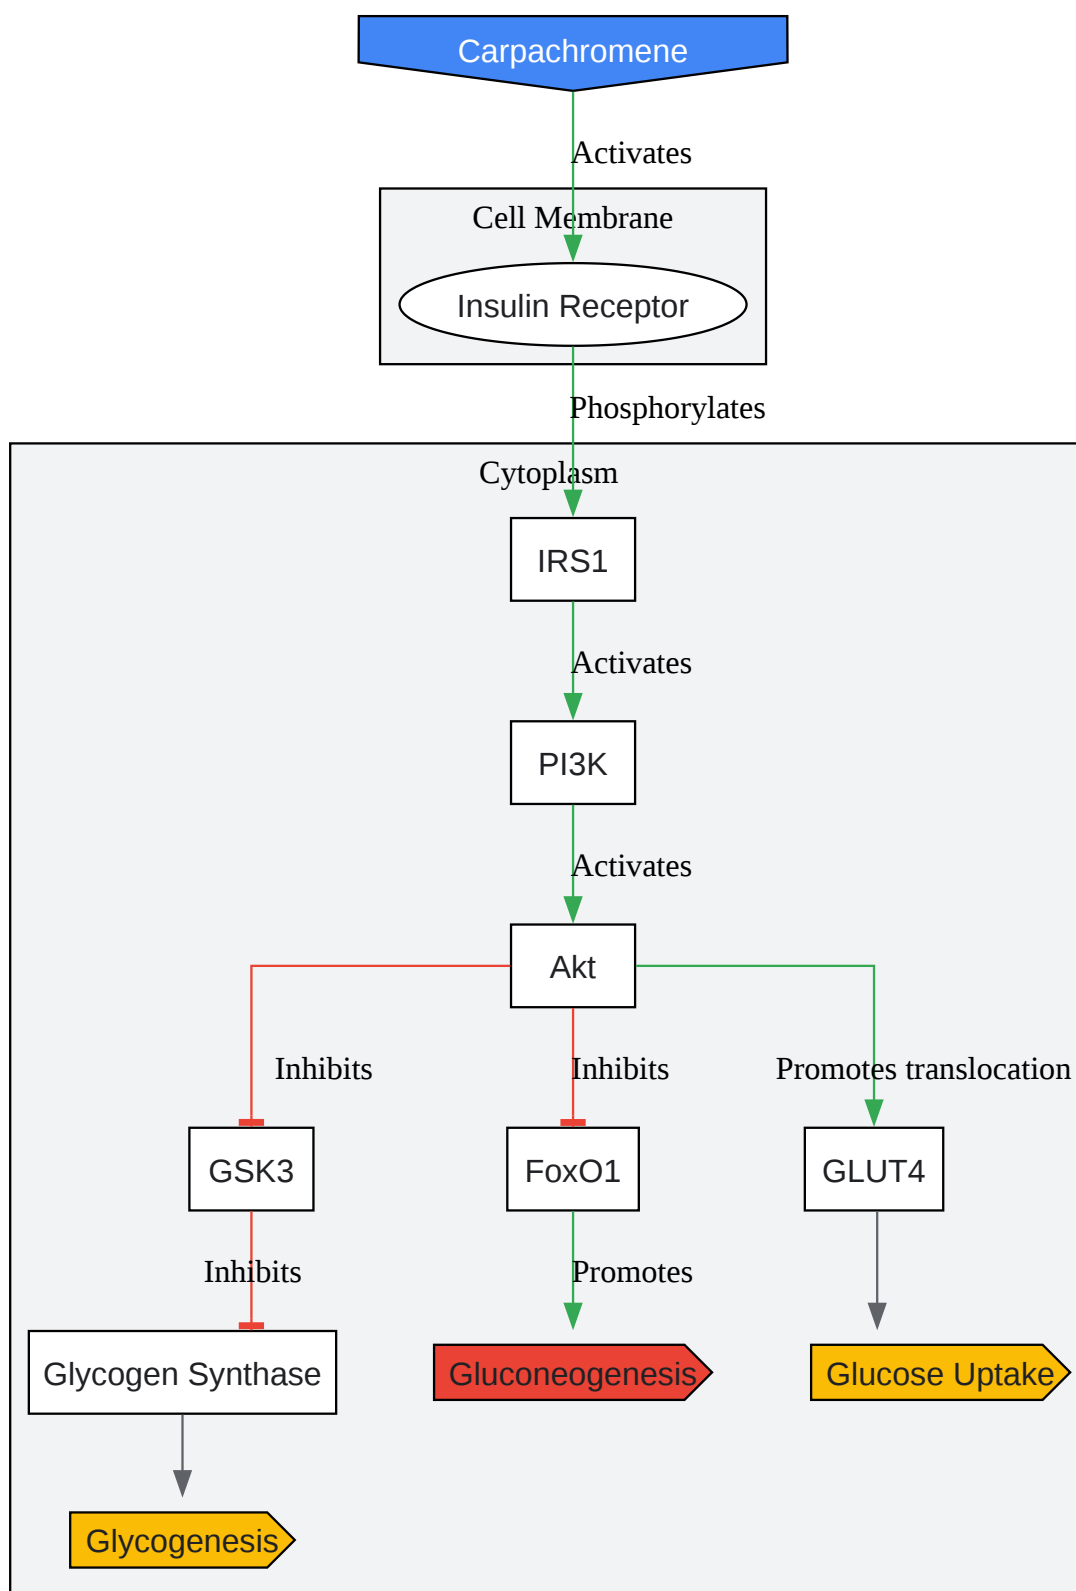 Carpachromene
Activates
Cell Membrane
Insulin Receptor
Phosphorylates
Cytoplasm
IRS1
Activates
PI3K
Activates
Akt
Inhibits
Inhibits
Promotes translocation
GSK3
FoxO1
GLUT4
Inhibits
Promotes
Glycogen Synthase
Gluconeogenesis
Glucose Uptake
Glycogenesis